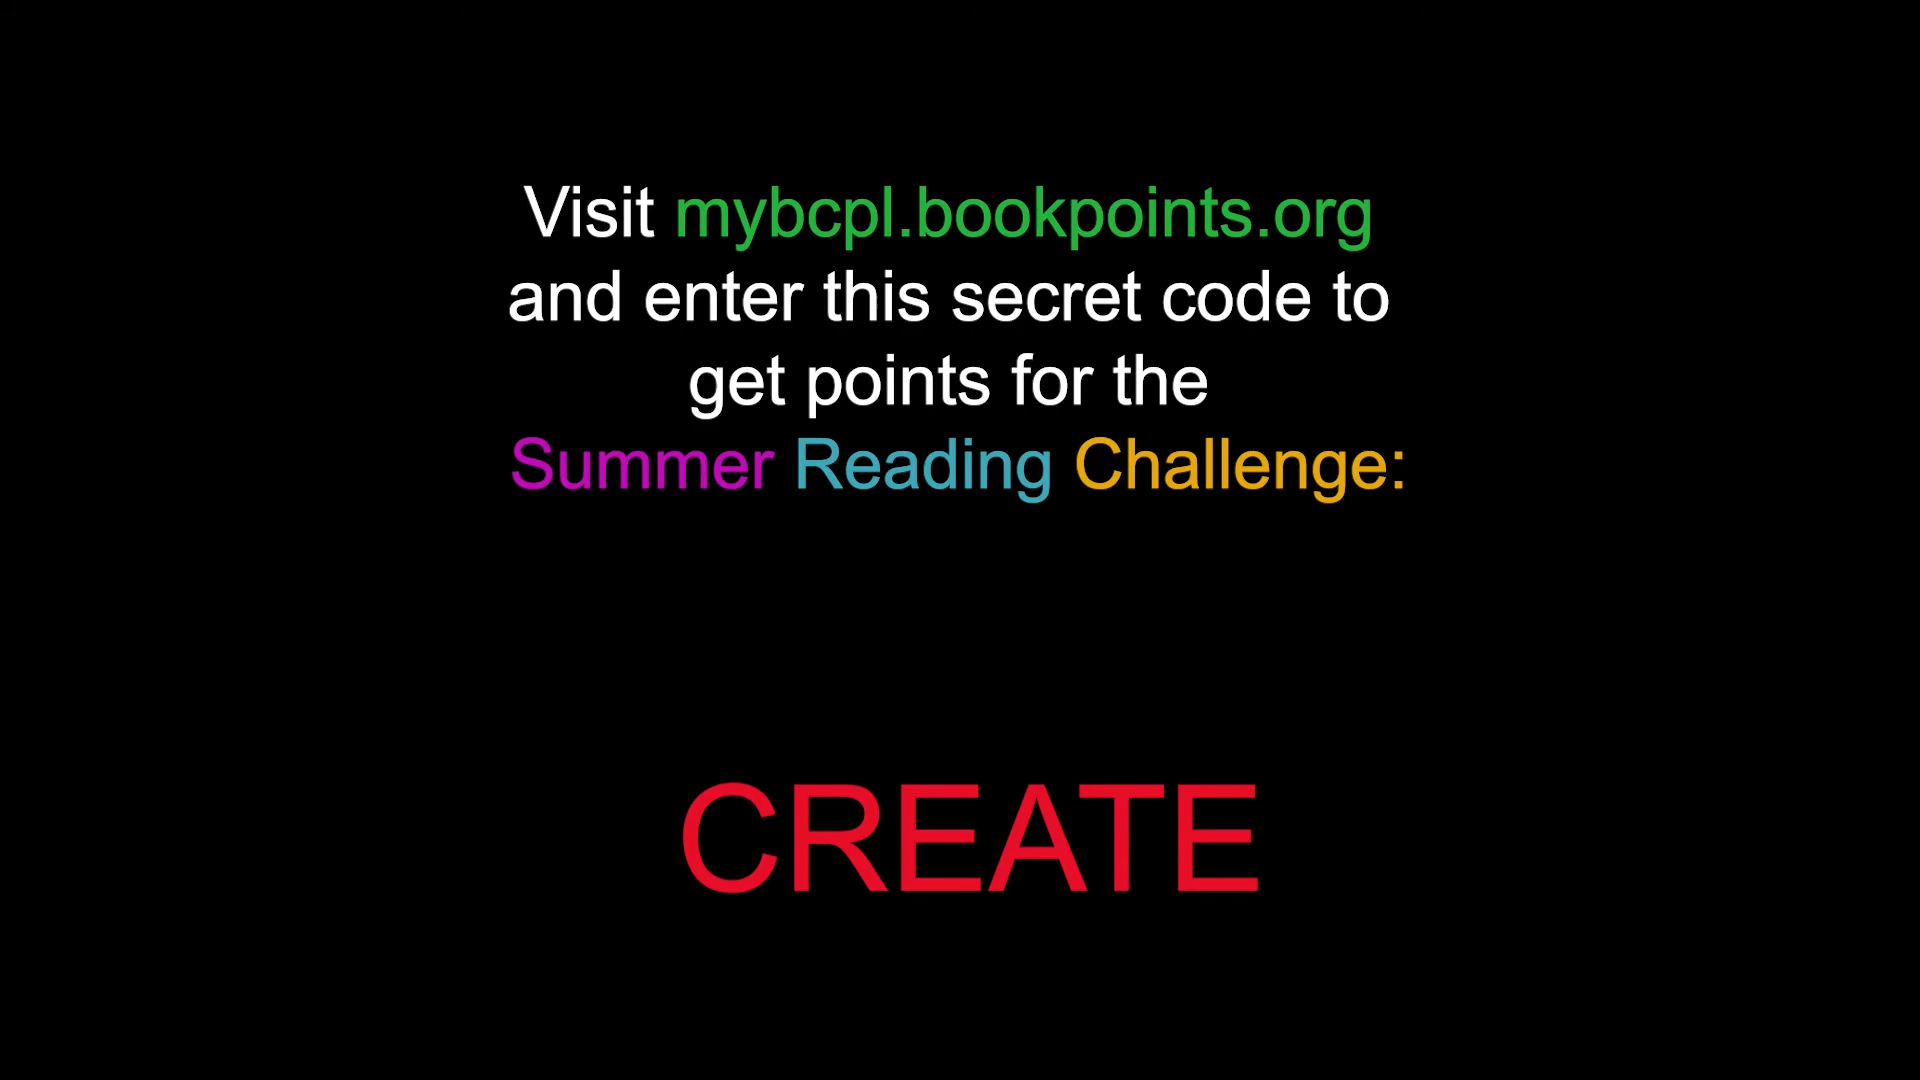 Visit mybcpl.bookpoints.org
and enter this secret code to
get points for the
Summer Reading Challenge:
CREATE